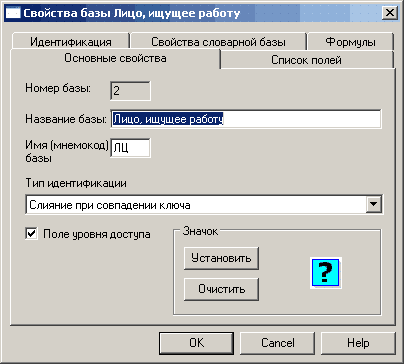 Свойства базы Лицо, ищущее работу
Идентификация Свойства словарной базы Формулы
Основные свойства Список полей
Номер базы: 2
Название базы: Лицо, ищущее работу
Имя (мнемокод) базы ЛЦ
Тип идентификации
Слияние при совпадении ключа
Поле уровня доступа
Значок
Установить
?
Очистить
OK Cancel Help